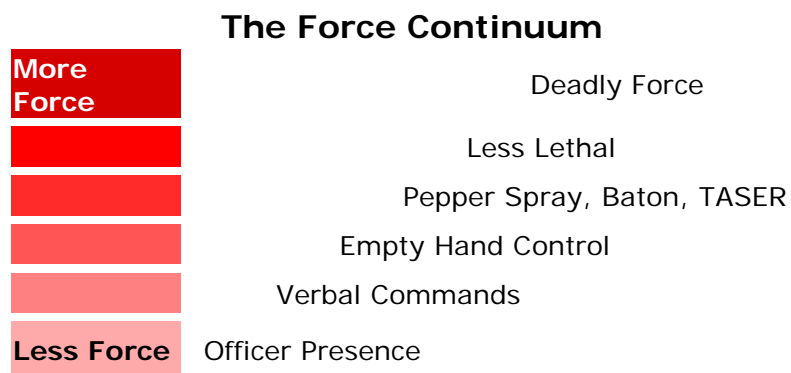 The Force Continuum
More
Force
Deadly Force
Less Lethal
Pepper Spray, Baton, TASER
Empty Hand Control
Verbal Commands
Less Force
Officer Presence